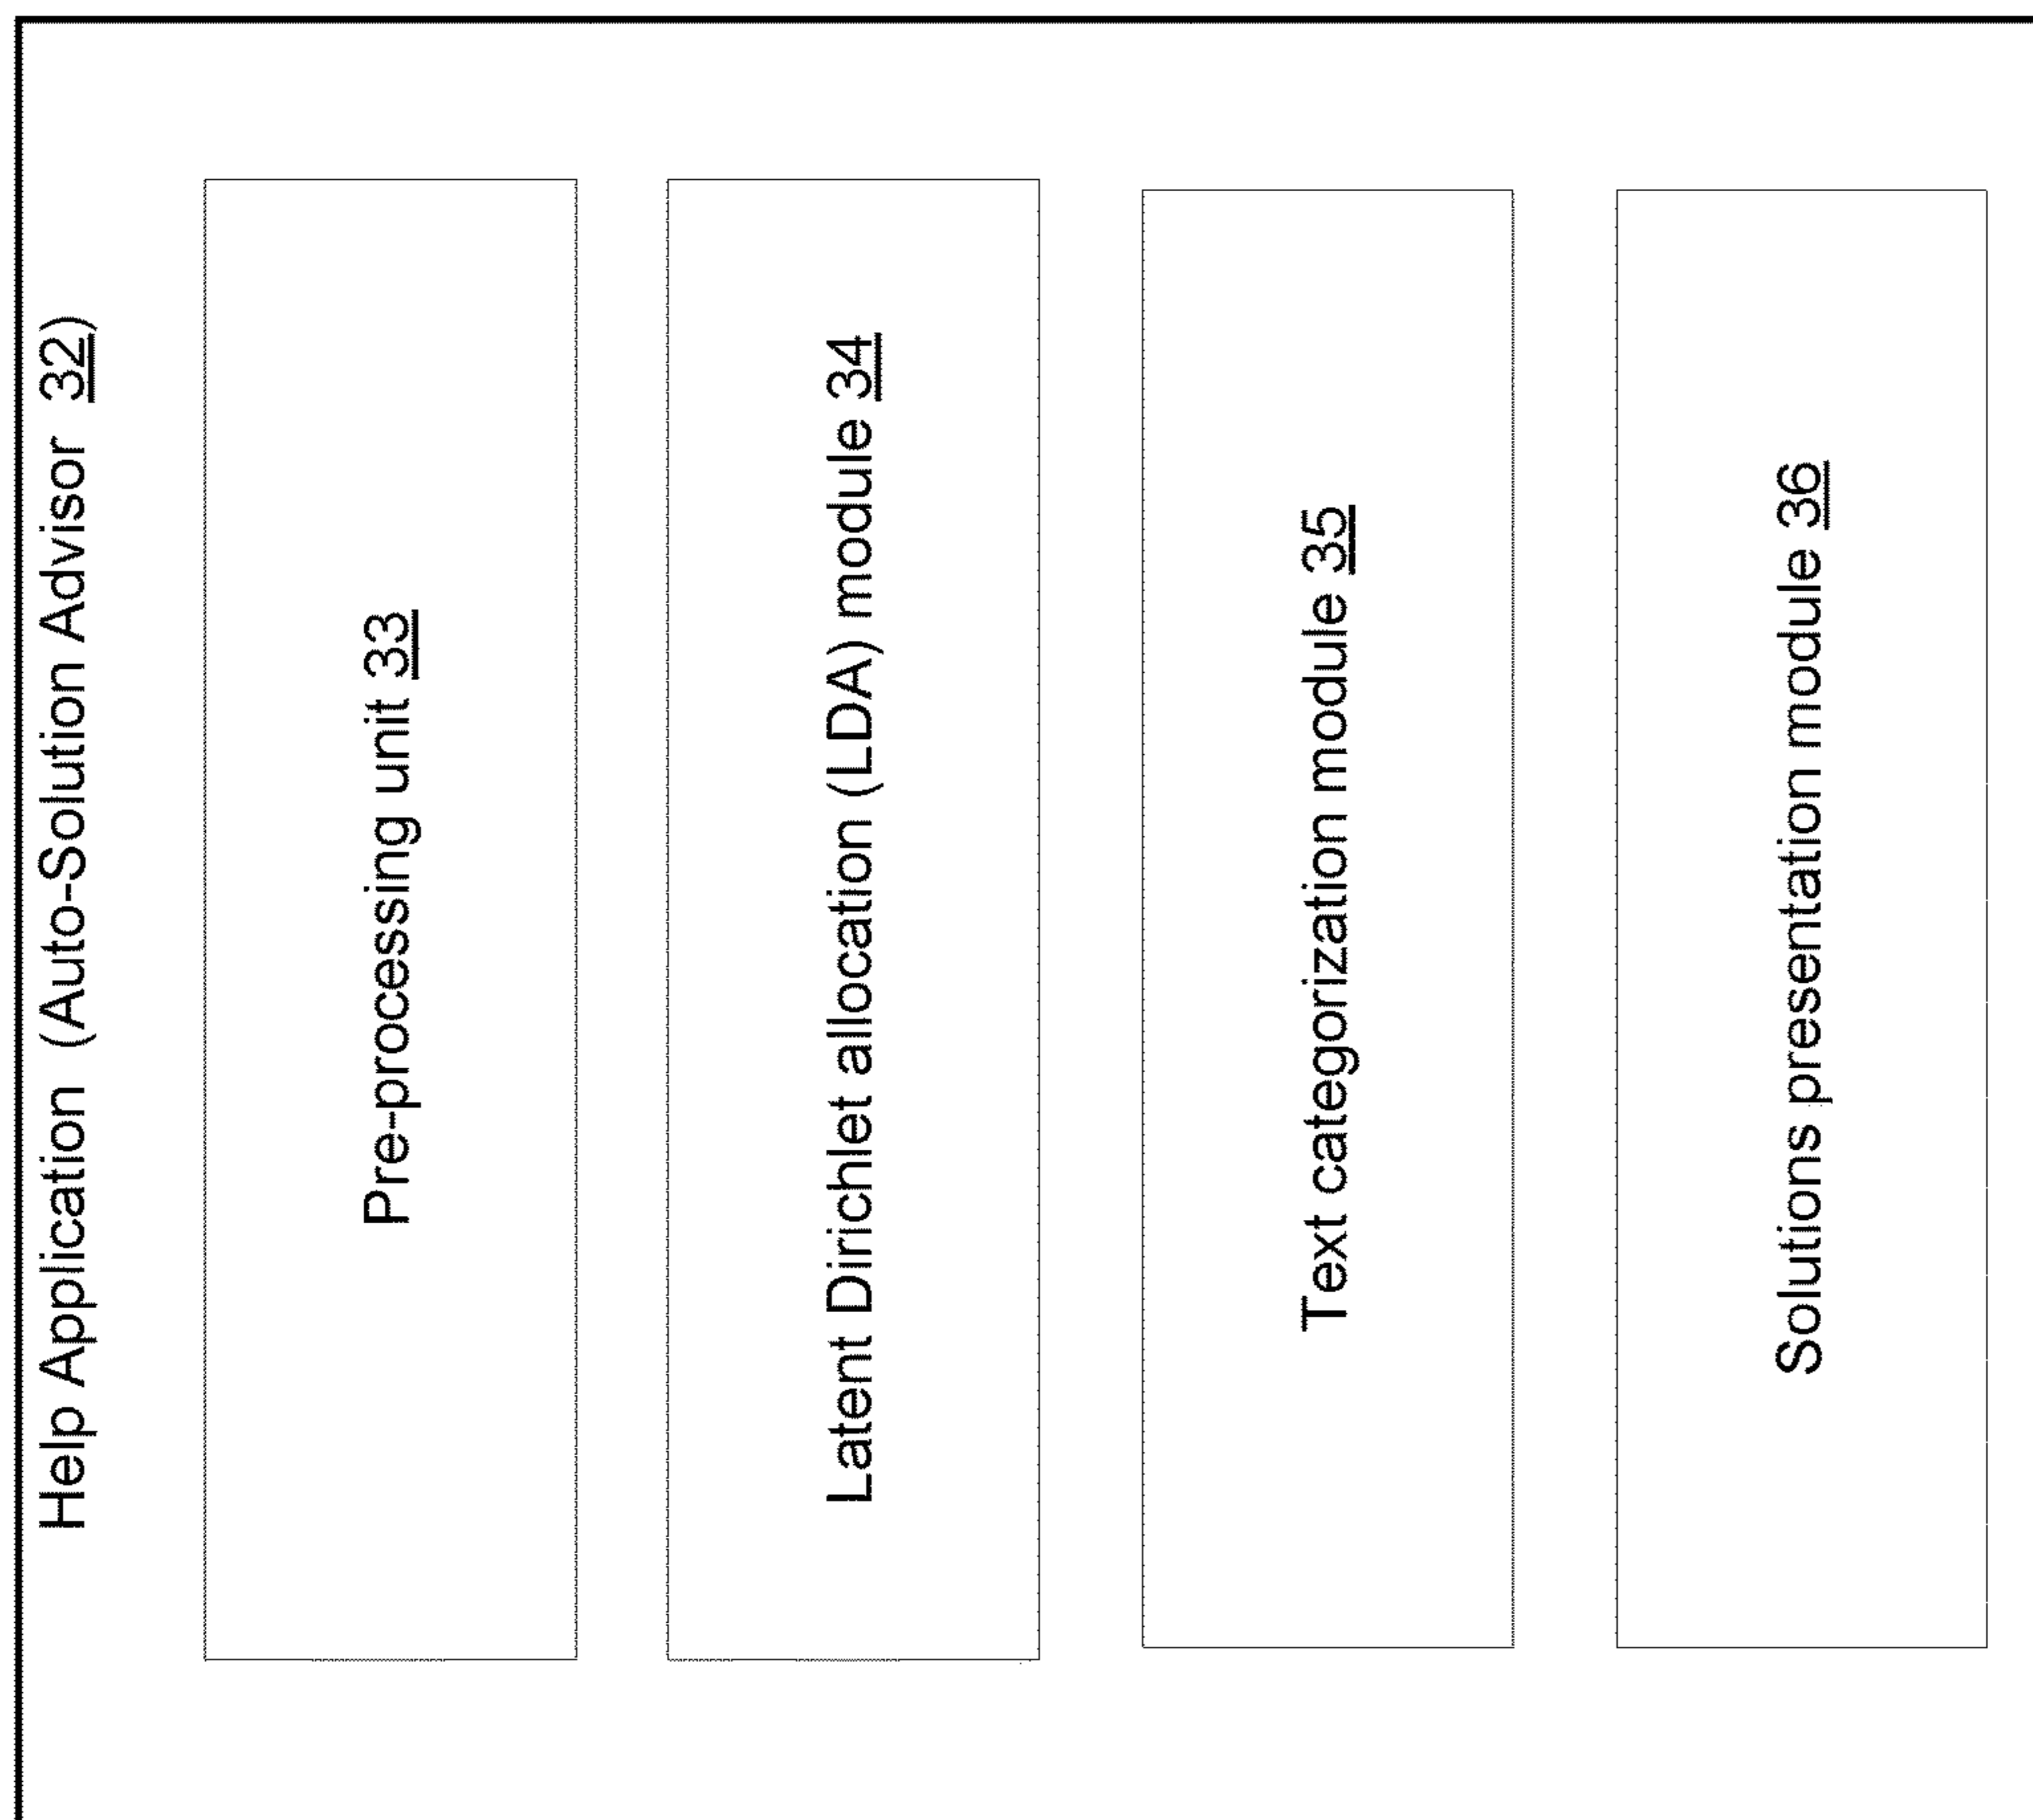 Help Application (Auto-Solution Advisor 32)
Pre-processing unit 33
Latent Dirichlet allocation (LDA) module 34
Text categorization module 35
Solutions presentation module 36